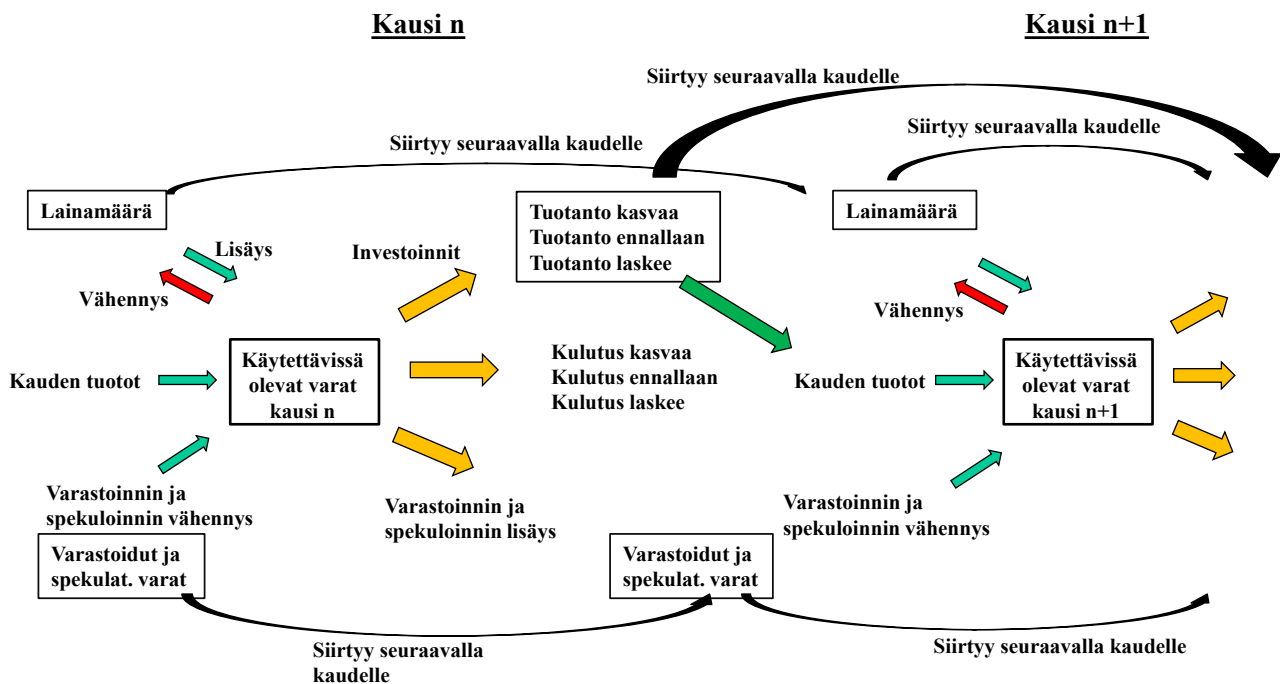 Kausi n
Kausi n+1
Siirtyy seuraavalla kaudelle
Siirtyy seuraavalla kaudelle
Siirtyy seuraavalla kaudelle
Lainamäärä
Lisäys
Vähennys
Investoinnit
Tuotanto kasvaa
Tuotanto ennallaan
Tuotanto laskee
Lainamäärä
Vähennys
Kauden tuotot
Käytettävissä
olevat varat
kausi n
Kulutus kasvaa
Kulutus ennallaan
Kulutus laskee
Kauden tuotot
Käytettävissä
olevat varat
kausi n+1
Varastoinnin ja
spekuloinnin vähennys
Varastoinnin ja
spekuloinnin lisäys
Varastoinnin ja
spekuloinnin vähennys
Varastoidut ja
spekulat. varat
Varastoidut ja
spekulat. varat
Siirtyy seuraavalla
kaudelle
Siirtyy seuraavalla kaudelle